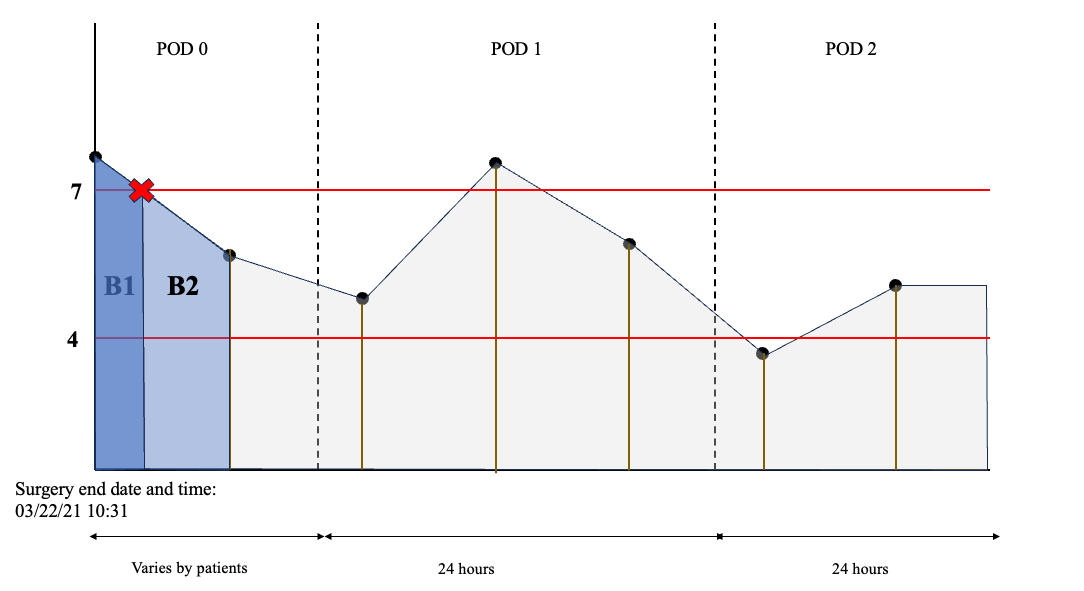 POD 0
POD 1
POD 2
7
B1
B2
4
Surgery end date and time:
03/22/21 10:31
Varies by patients
24 hours
24 hours